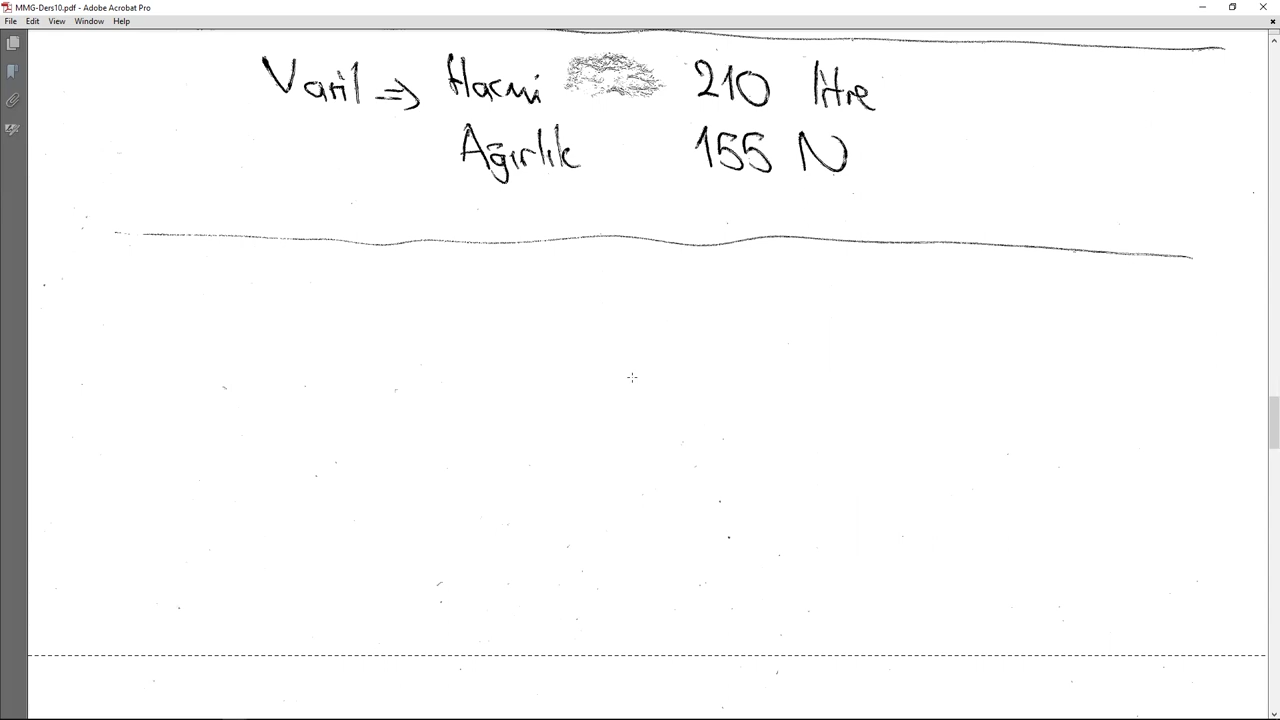 MMG-Ders10.pdf - Adobe Acrobat Pro
File Edit View Window Help
Varil => Hacmi 210 litre
Ağırlık 155 N